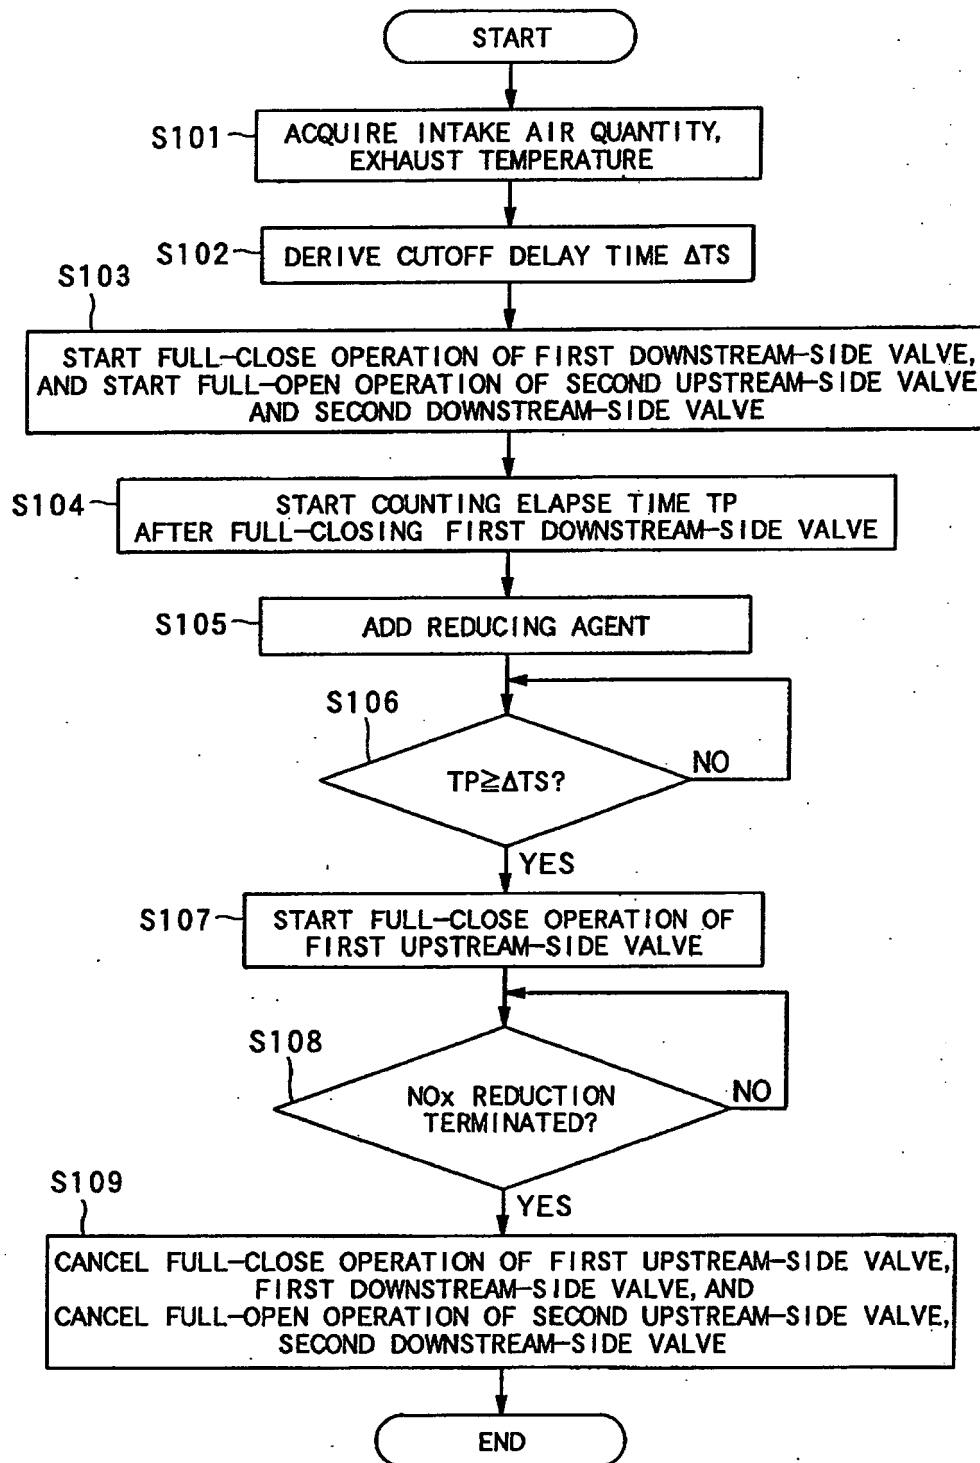 START
S101
ACQUIRE INTAKE AIR QUANTITY,
EXHAUST TEMPERATURE
S102
DERIVE CUTOFF DELAY TIME ΔTS
S103
START FULL-CLOSE OPERATION OF FIRST DOWNSTREAM-SIDE VALVE,
AND START FULL-OPEN OPERATION OF SECOND UPSTREAM-SIDE VALVE
AND SECOND DOWNSTREAM-SIDE VALVE
S104
START COUNTING ELAPSE TIME TP
AFTER FULL-CLOSING FIRST DOWNSTREAM-SIDE VALVE
S105
ADD REDUCING AGENT
S106
TP≧ΔTS?
NO
YES
S107
START FULL-CLOSE OPERATION OF
FIRST UPSTREAM-SIDE VALVE
S108
NOx REDUCTION
TERMINATED?
NO
YES
S109
CANCEL FULL-CLOSE OPERATION OF FIRST UPSTREAM-SIDE VALVE,
FIRST DOWNSTREAM-SIDE VALVE, AND
CANCEL FULL-OPEN OPERATION OF SECOND UPSTREAM-SIDE VALVE,
SECOND DOWNSTREAM-SIDE VALVE
END